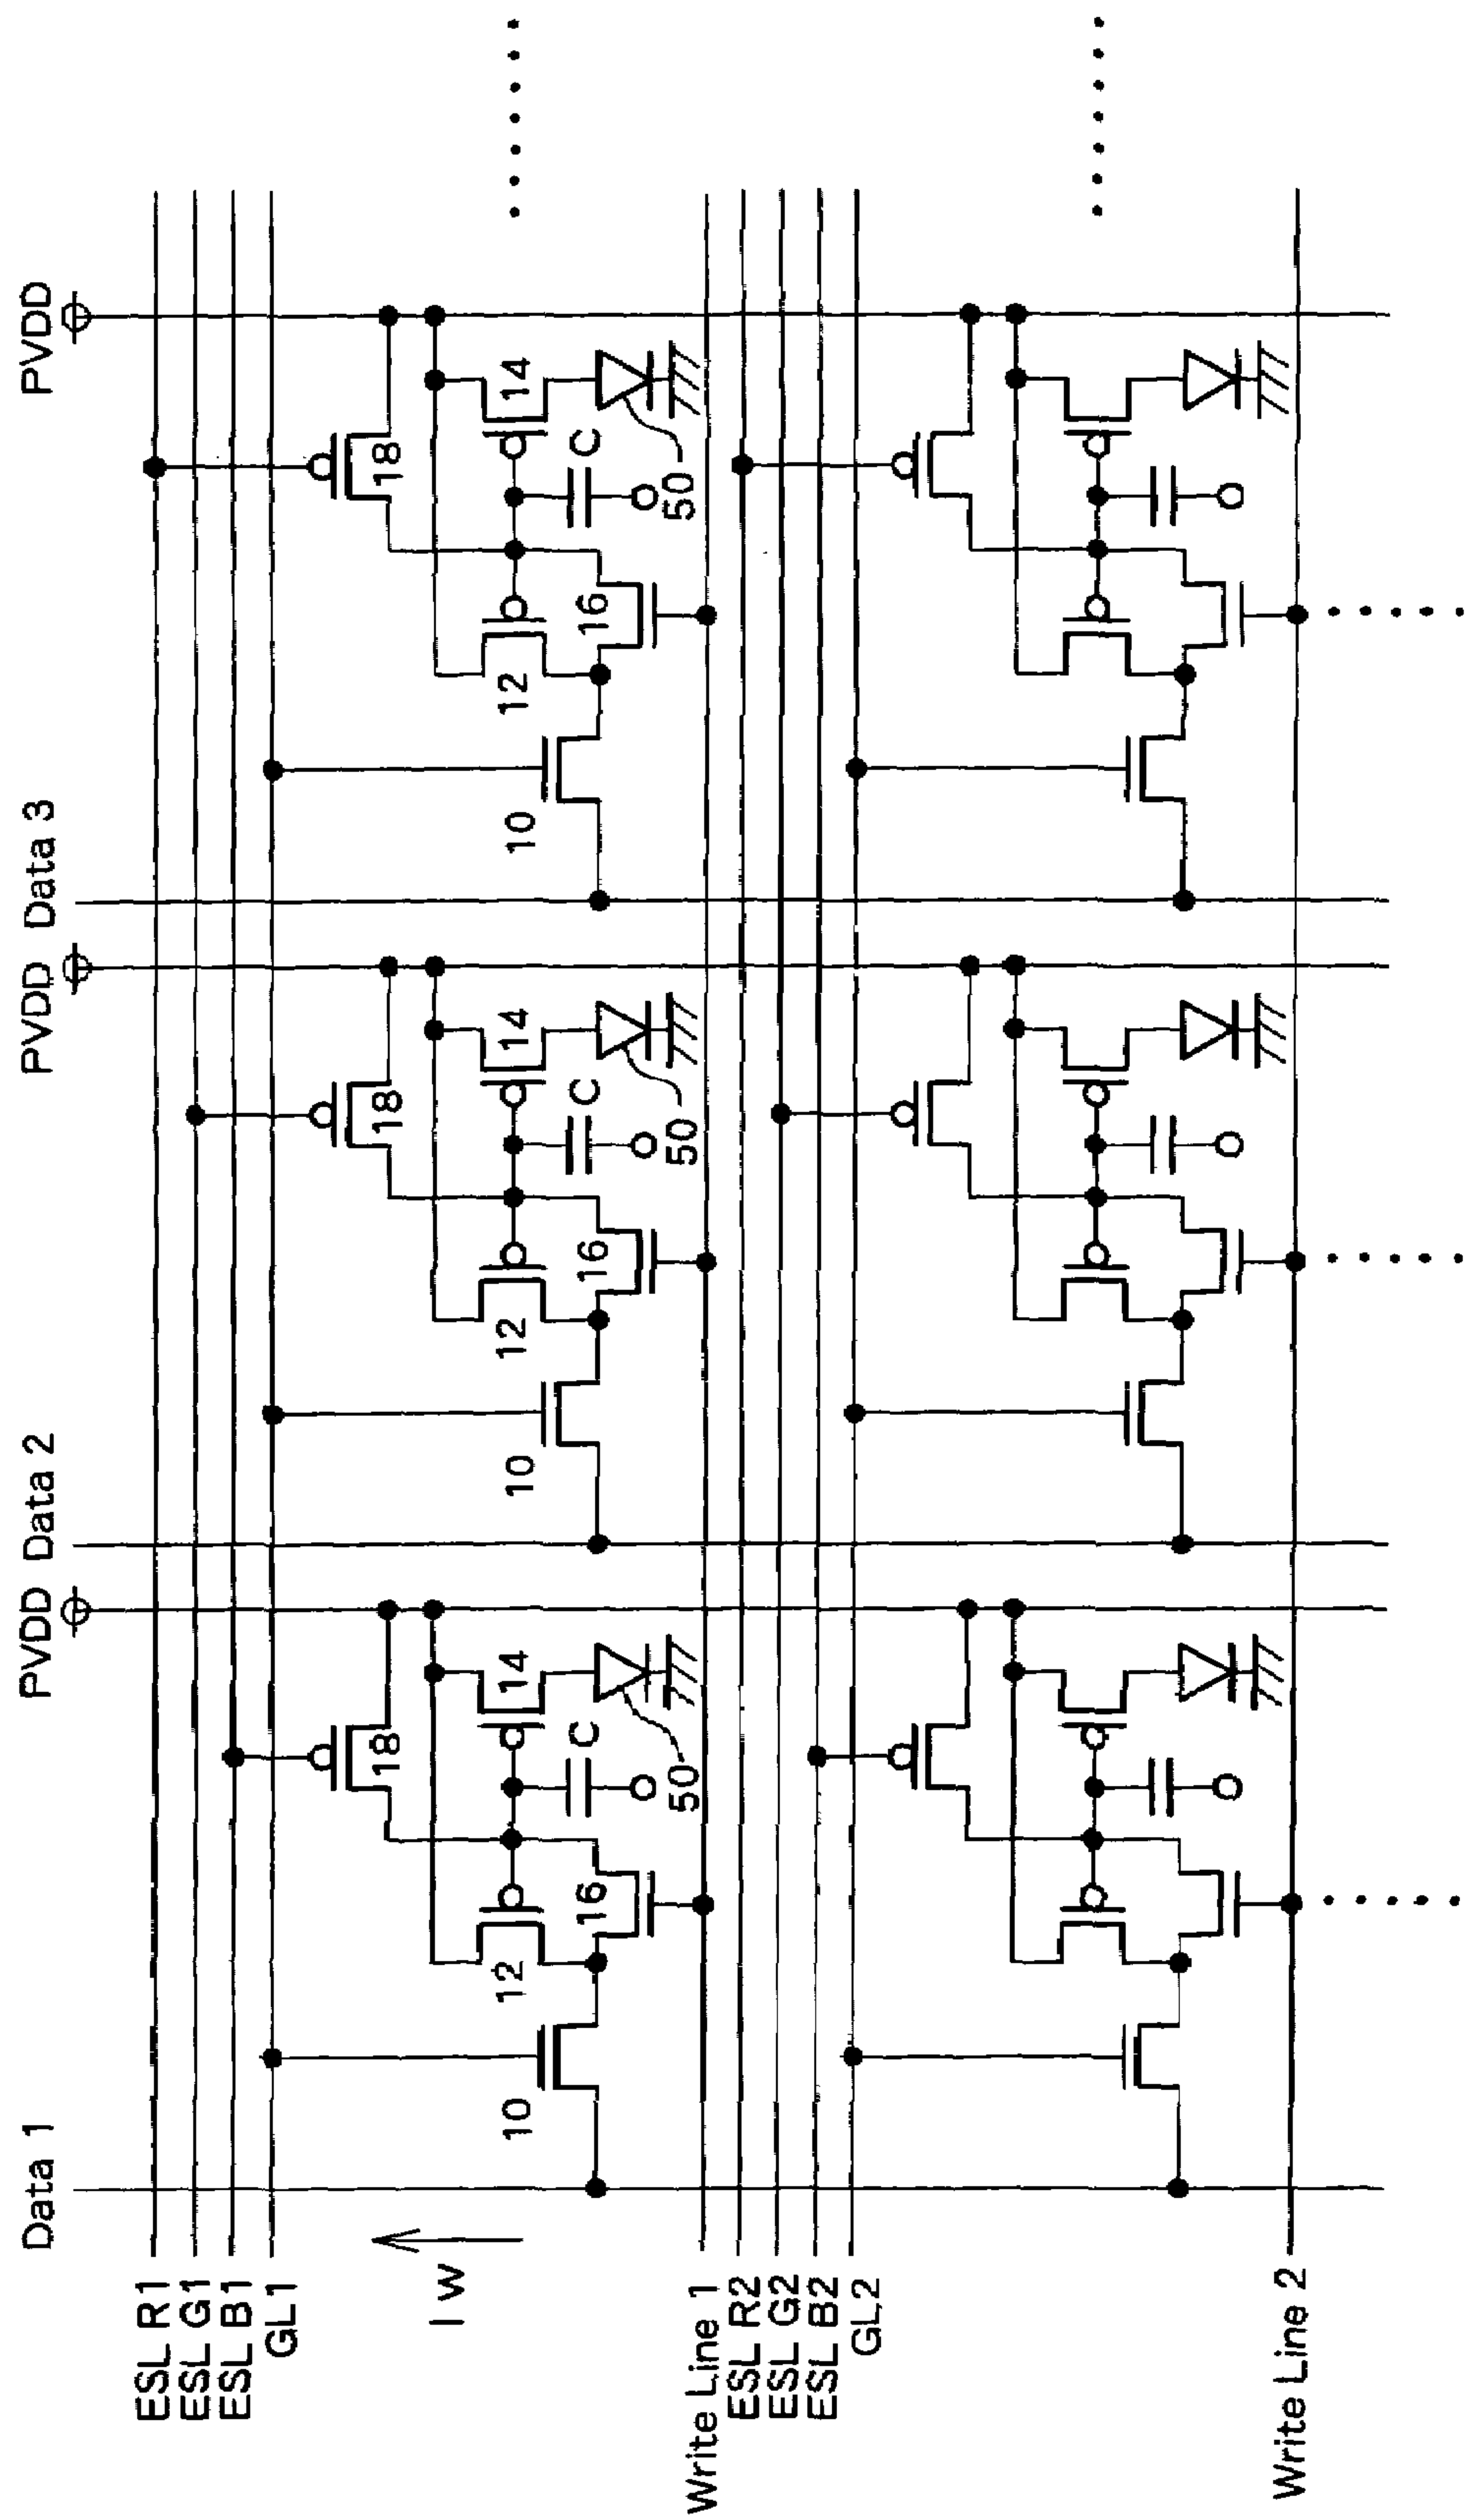 Data 1 PVDD Data 2 PVDD Data 3 PVDD
ESL R1
ESL G1
ESL B1
GL1
18 18 18
I W
10 12 14 10 12 14 10 12 14
16 C 16 C 16 C
50 50 50
Write Line 1
ESL R2
ESL G2
ESL B2
GL2
Write Line 2